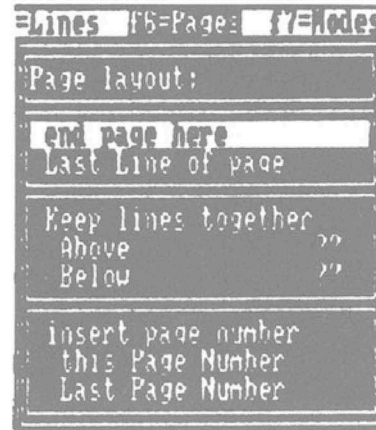 =Lines f6=Pages f7=Modes
Page layout:
end page here
Last Line of page
Keep lines together
Above ??
Below ??
insert page number
this Page Number
Last Page Number